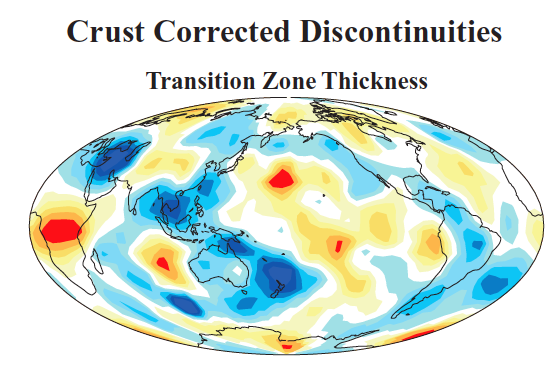 Crust Corrected Discontinuities
Transition Zone Thickness